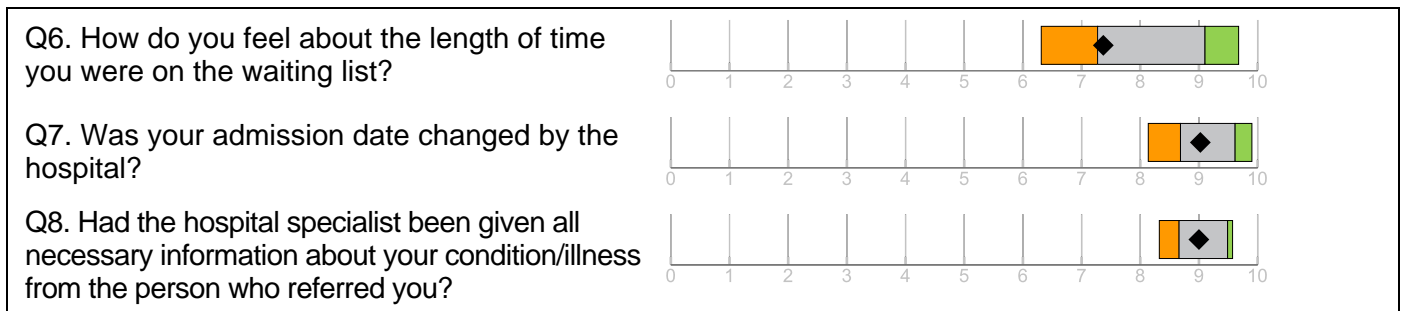 Q6. How do you feel about the length of time
you were on the waiting list?
0 1 2 3 4 5 6 7 8 9 10
Q7. Was your admission date changed by the
hospital?
0 1 2 3 4 5 6 7 8 9 10
Q8. Had the hospital specialist been given all
necessary information about your condition/illness
from the person who referred you?
0 1 2 3 4 5 6 7 8 9 10